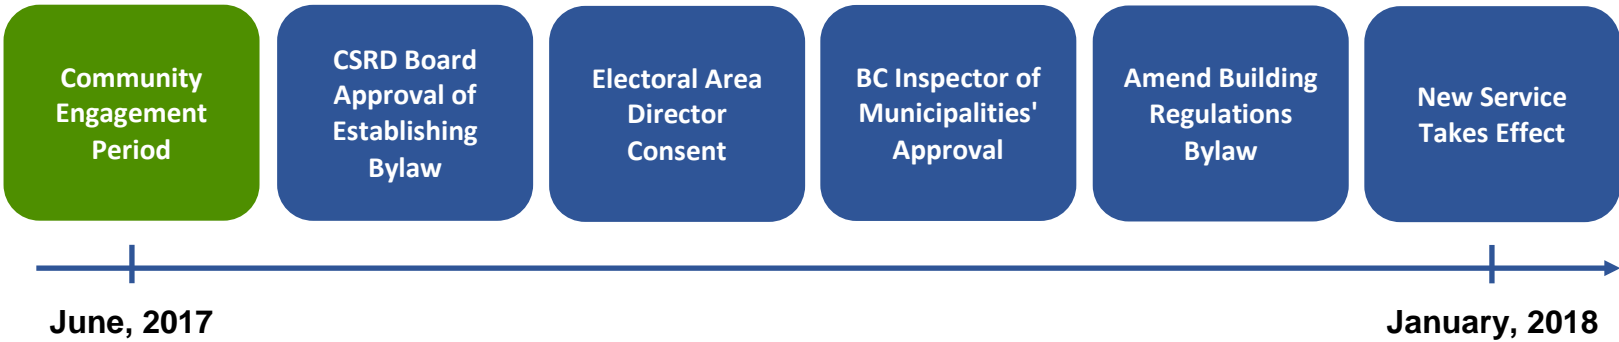 Community
Engagement
Period
CSRD Board
Approval of
Establishing
Bylaw
Electoral Area
Director
Consent
BC Inspector of
Municipalities'
Approval
Amend Building
Regulations
Bylaw
New Service
Takes Effect
June, 2017
January, 2018